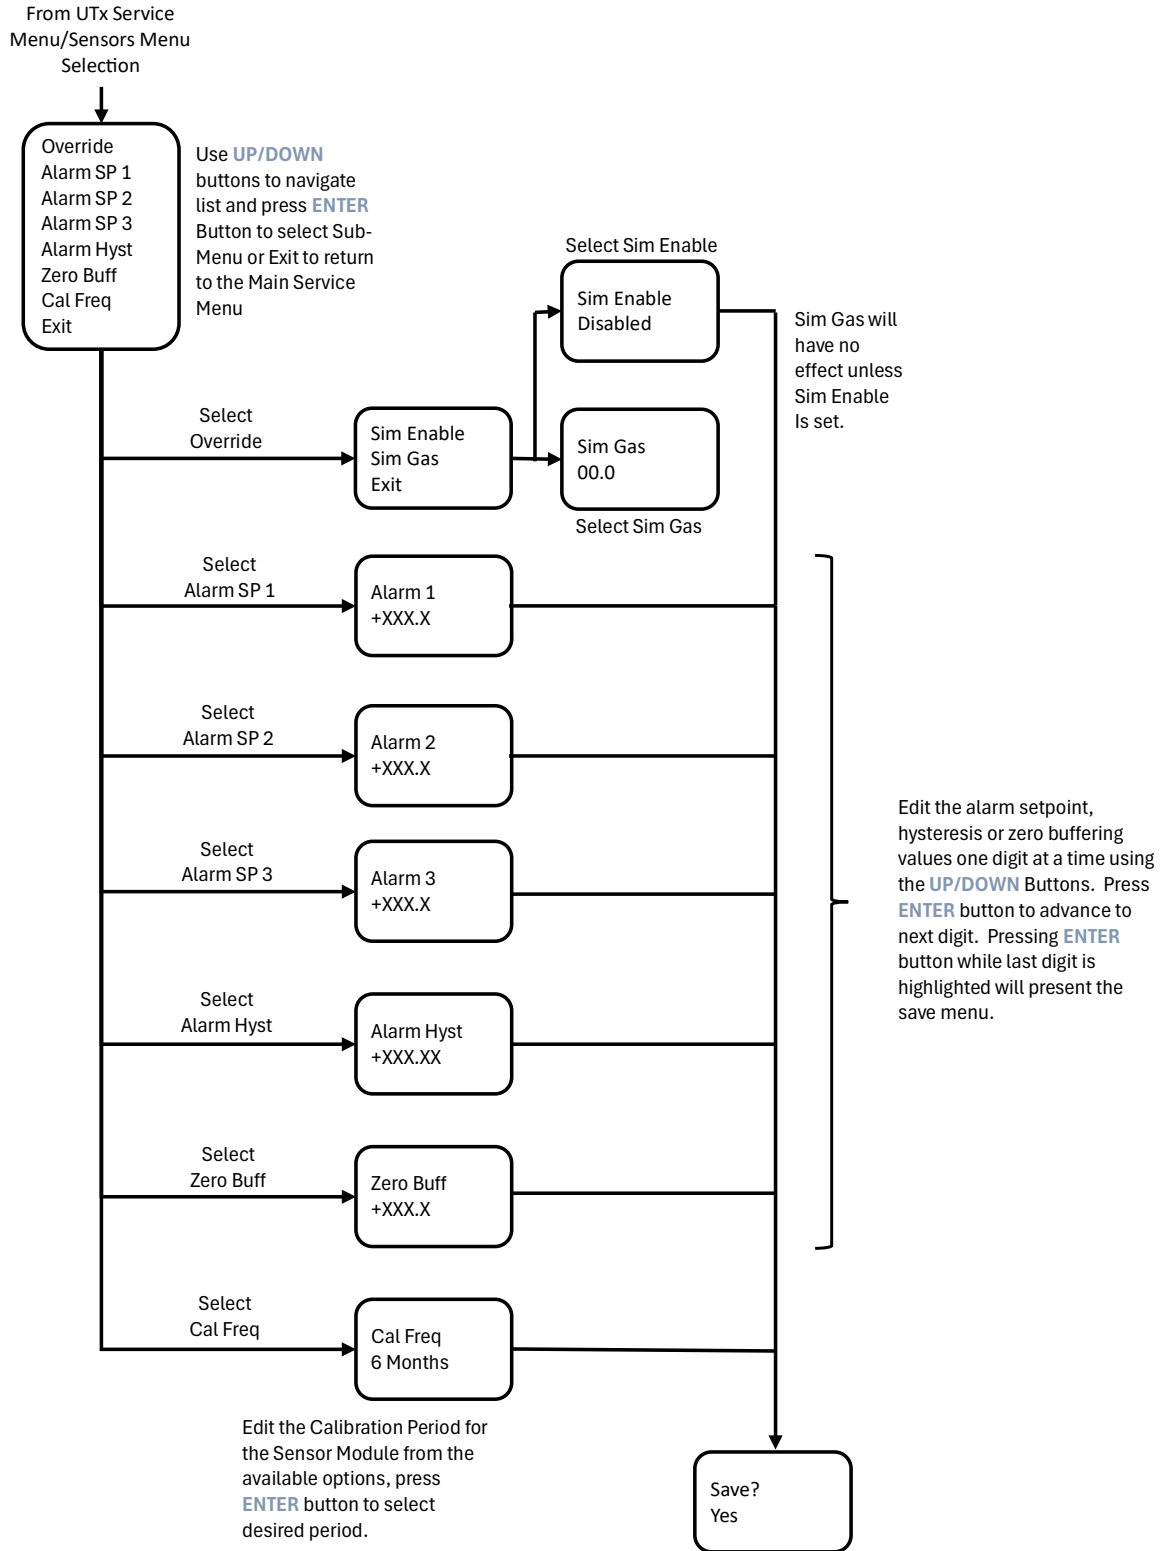 From UTx Service
Menu/Sensors Menu
Selection
Override
Alarm SP 1
Alarm SP 2
Alarm SP 3
Alarm Hyst
Zero Buff
Cal Freq
Exit
Use UP/DOWN
buttons to navigate
list and press ENTER
Button to select Sub-
Menu or Exit to return
to the Main Service
Menu
Select Sim Enable
Sim Enable
Disabled
Sim Gas will
have no
effect unless
Sim Enable
Is set.
Select
Override
Sim Enable
Sim Gas
Exit
Sim Gas
00.0
Select Sim Gas
Select
Alarm SP 1
Alarm 1
+XXX.X
Select
Alarm SP 2
Alarm 2
+XXX.X
Select
Alarm SP 3
Alarm 3
+XXX.X
Edit the alarm setpoint,
hysteresis or zero buffering
values one digit at a time using
the UP/DOWN Buttons.  Press
ENTER button to advance to
next digit.  Pressing ENTER
button while last digit is
highlighted will present the
save menu.
Select
Alarm Hyst
Alarm Hyst
+XXX.XX
Select
Zero Buff
Zero Buff
+XXX.X
Select
Cal Freq
Cal Freq
6 Months
Edit the Calibration Period for
the Sensor Module from the
available options, press
ENTER button to select
desired period.
Save?
Yes